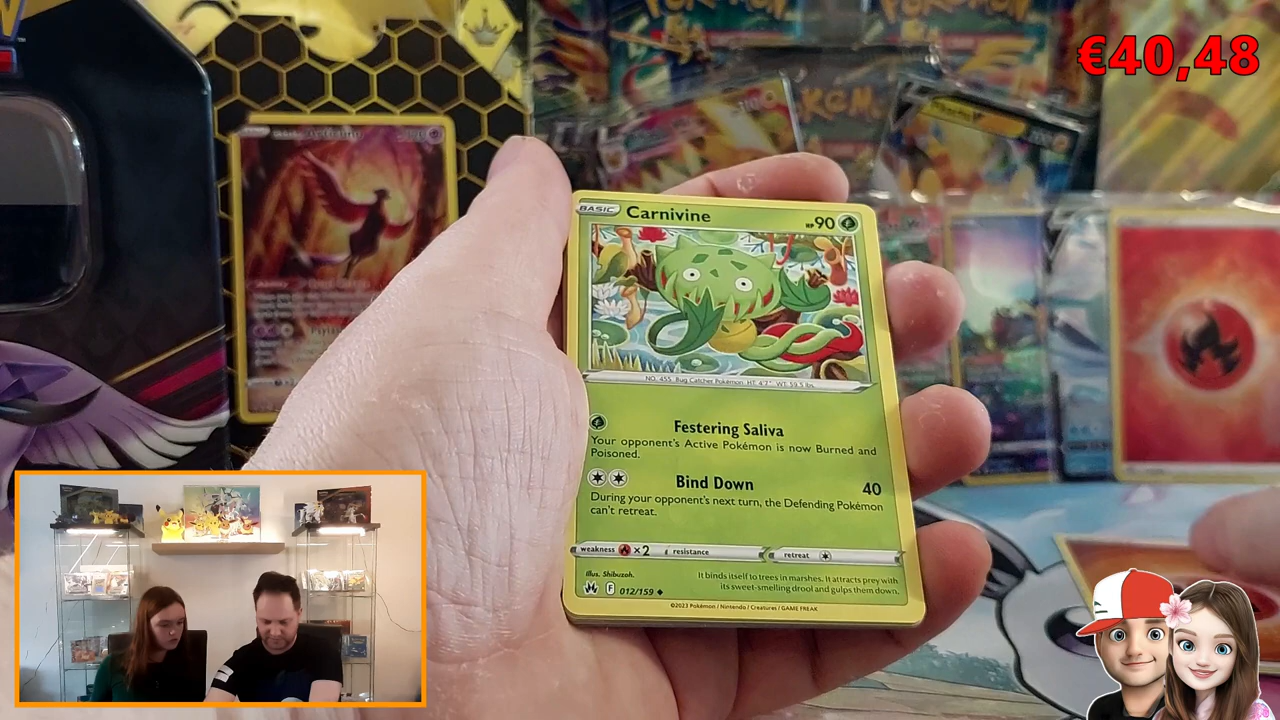 €40,48
BASIC Carnivine HP 90
NO. 455 Bug Catcher Pokémon HT: 4'7" WT: 59.5 lbs.
Festering Saliva
Your opponent's Active Pokémon is now Burned and
Poisoned.
Bind Down 40
During your opponent's next turn, the Defending Pokémon
can't retreat.
weakness ×2 resistance retreat
Illus. Shibuzoh.
It binds itself to trees in marshes. It attracts prey with
its sweet-smelling drool and gulps them down.
F 012/159
©2023 Pokémon / Nintendo / Creatures / GAME FREAK